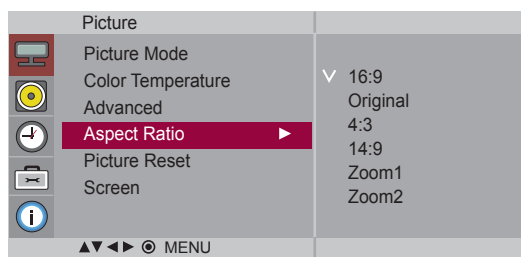 Picture
Picture Mode
Color Temperature
Advanced
Aspect Ratio
Picture Reset
Screen
16:9
Original
4:3
14:9
Zoom1
Zoom2
MENU